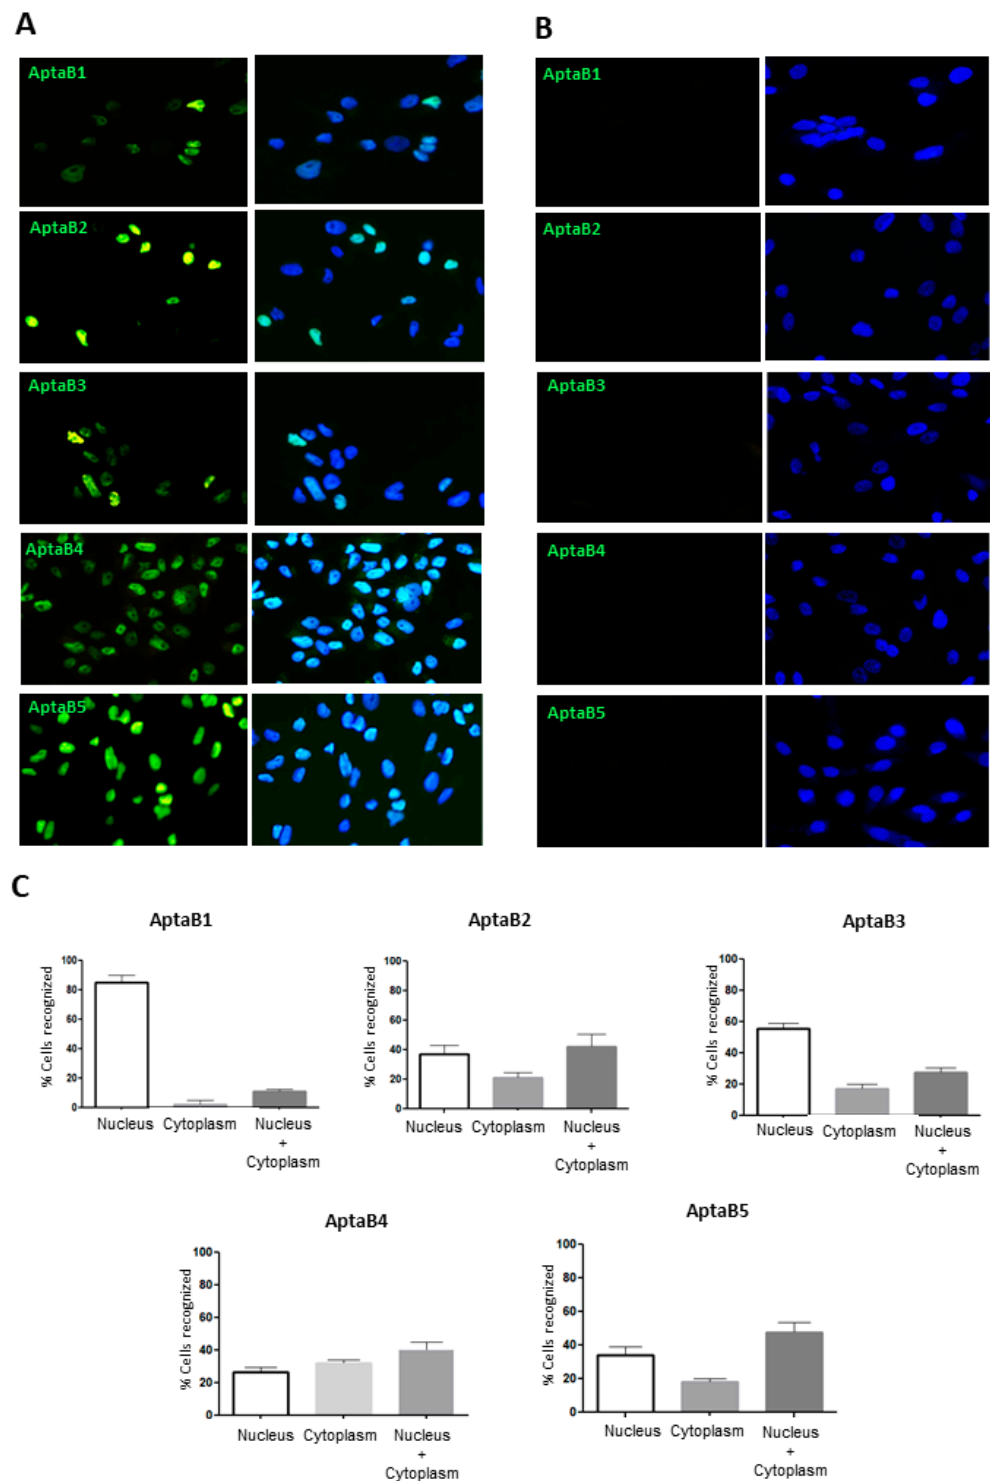 A
B
AptaB1
AptaB1
AptaB2
AptaB2
AptaB3
AptaB3
AptaB4
AptaB4
AptaB5
AptaB5
C
AptaB1
% Cells recognized
100
80
60
40
20
0
Nucleus Cytoplasm Nucleus
+
Cytoplasm
AptaB2
% Cells recognized
100
80
60
40
20
0
Nucleus Cytoplasm Nucleus
+
Cytoplasm
AptaB3
% Cells recognized
100
80
60
40
20
0
Nucleus Cytoplasm Nucleus
+
Cytoplasm
AptaB4
% Cells recognized
100
80
60
40
20
0
Nucleus Cytoplasm Nucleus
+
Cytoplasm
AptaB5
% Cells recognized
100
80
60
40
20
0
Nucleus Cytoplasm Nucleus
+
Cytoplasm